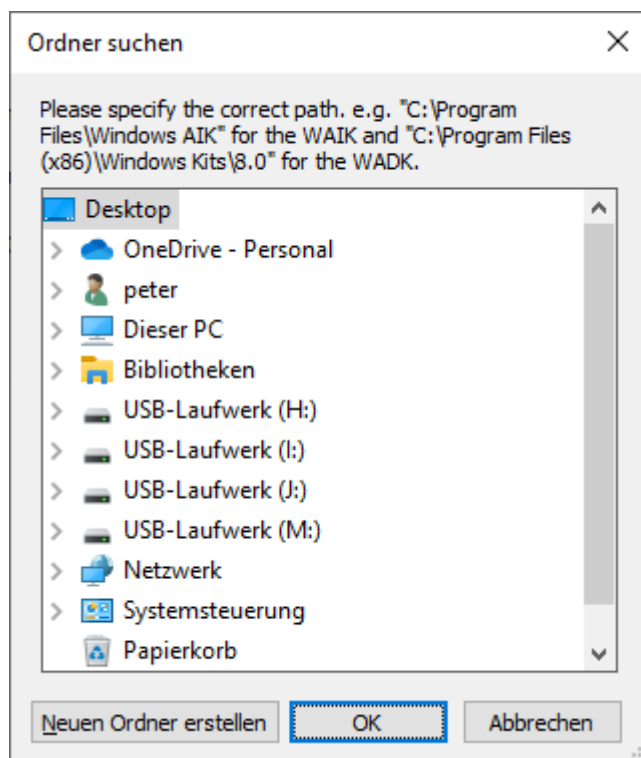 Ordner suchen
Please specify the correct path. e.g. "C:\Program
Files\Windows AIK" for the WAIK and "C:\Program Files
(x86)\Windows Kits\8.0" for the WADK.
Desktop
OneDrive - Personal
peter
Dieser PC
Bibliotheken
USB-Laufwerk (H:)
USB-Laufwerk (I:)
USB-Laufwerk (J:)
USB-Laufwerk (M:)
Netzwerk
Systemsteuerung
Papierkorb
Neuen Ordner erstellen OK Abbrechen